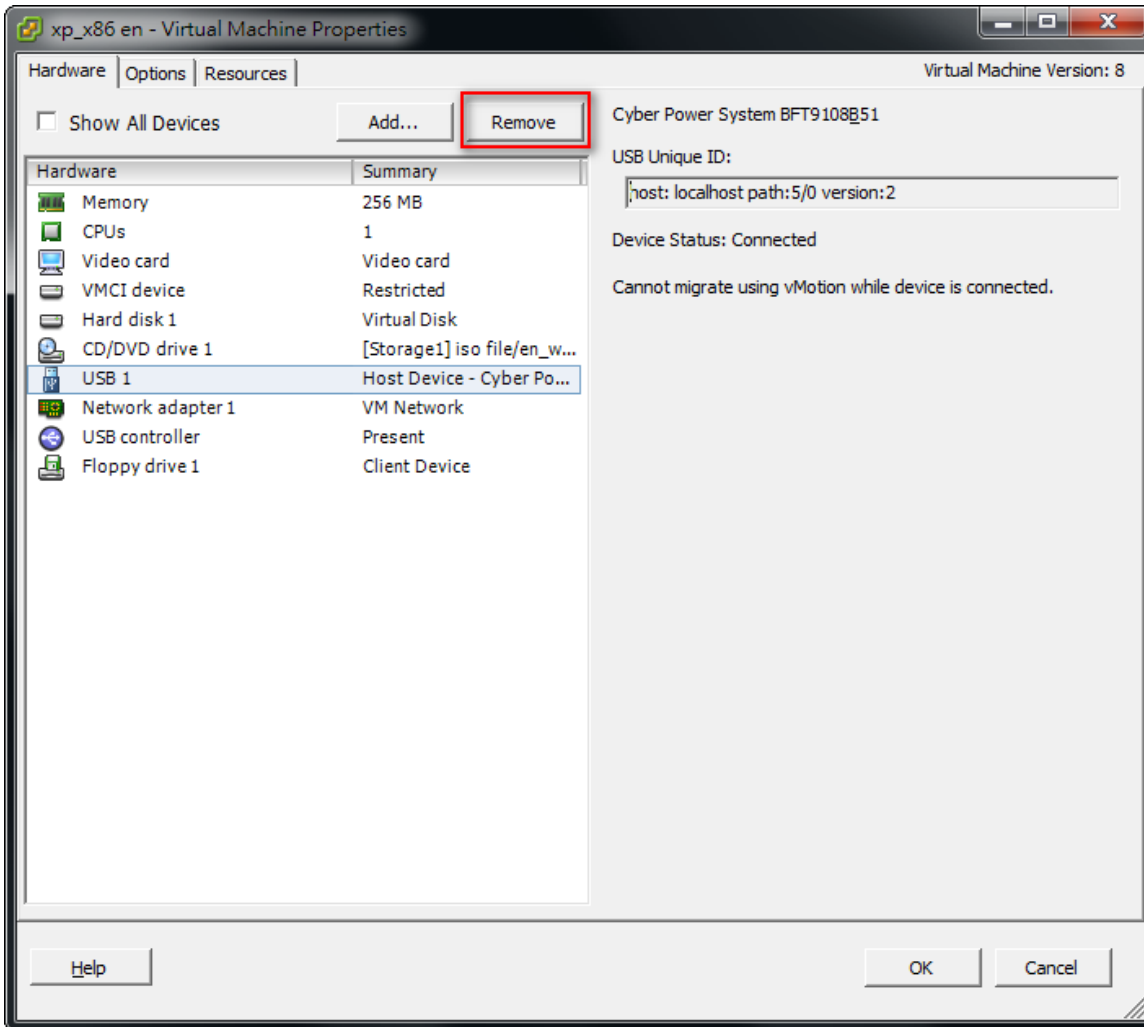 xp_x86 en - Virtual Machine Properties
Hardware Options Resources Virtual Machine Version: 8
Show All Devices Add... Remove
Hardware Summary
Memory 256 MB
CPUs 1
Video card Video card
VMCI device Restricted
Hard disk 1 Virtual Disk
CD/DVD drive 1 [Storage1] iso file/en_w...
USB 1 Host Device - Cyber Po...
Network adapter 1 VM Network
USB controller Present
Floppy drive 1 Client Device
Cyber Power System BFT9108B51
USB Unique ID:
host: localhost path:5/0 version:2
Device Status: Connected
Cannot migrate using vMotion while device is connected.
Help OK Cancel